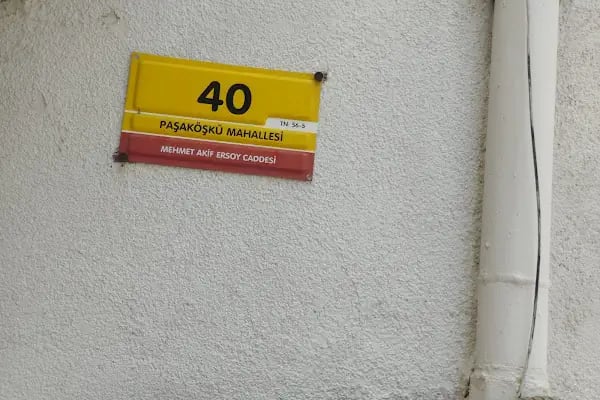 40
TN 56-5
PAŞAKÖŞKÜ MAHALLESİ
MEHMET AKİF ERSOY CADDESİ